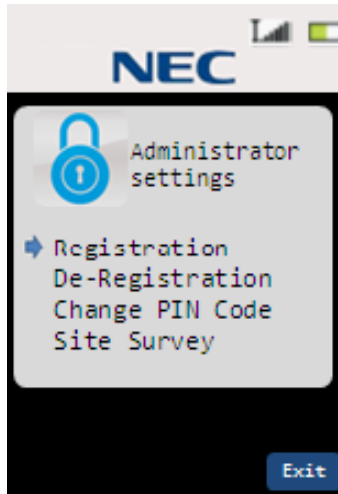 NEC
Administrator
settings
Registration
De-Registration
Change PIN Code
Site Survey
Exit